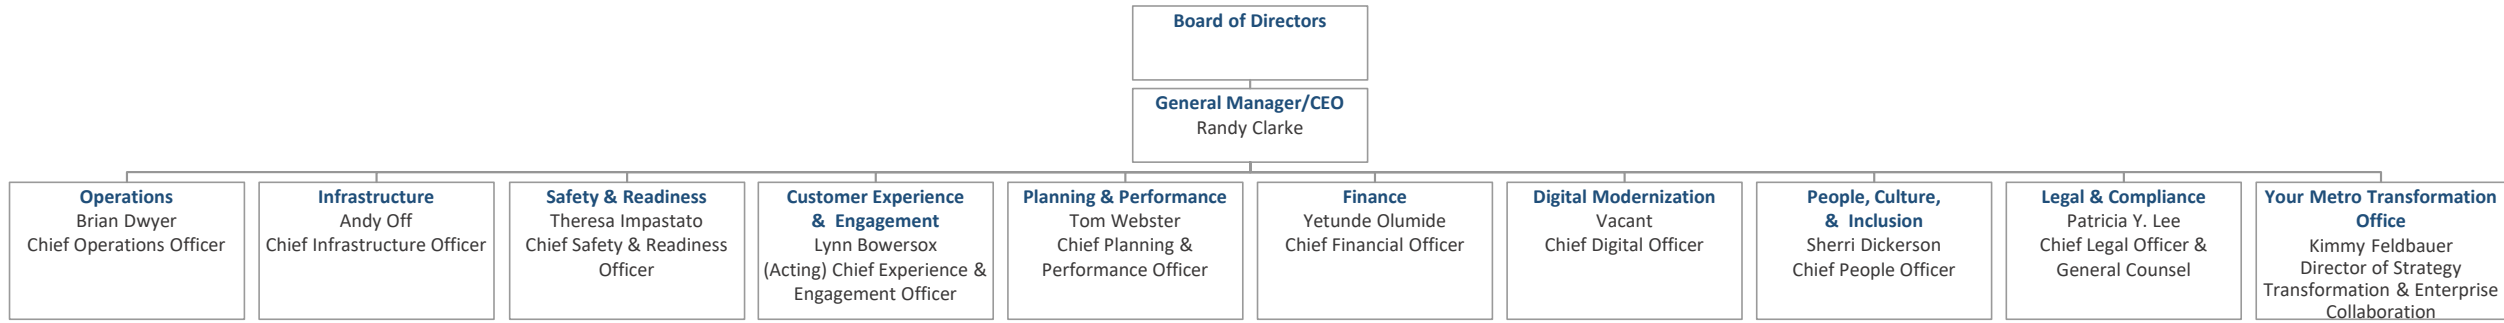 Board of Directors
General Manager/CEO
Randy Clarke
Operations
Brian Dwyer
Chief Operations Officer
Infrastructure
Andy Off
Chief Infrastructure Officer
Safety & Readiness
Theresa Impastato
Chief Safety & Readiness
Officer
Customer Experience
& Engagement
Lynn Bowersox
(Acting) Chief Experience &
Engagement Officer
Planning & Performance
Tom Webster
Chief Planning &
Performance Officer
Finance
Yetunde Olumide
Chief Financial Officer
Digital Modernization
Vacant
Chief Digital Officer
People, Culture,
& Inclusion
Sherri Dickerson
Chief People Officer
Legal & Compliance
Patricia Y. Lee
Chief Legal Officer &
General Counsel
Your Metro Transformation
Office
Kimmy Feldbauer
Director of Strategy
Transformation & Enterprise
Collaboration